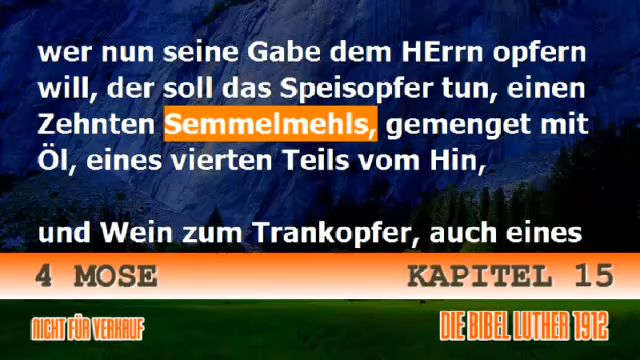 wer nun seine Gabe dem HErrn opfern
will, der soll das Speisopfer tun, einen
Zehnten Semmelmehls, gemenget mit
Öl, eines vierten Teils vom Hin,
und Wein zum Trankopfer, auch eines
4 MOSE KAPITEL 15
NICHT FÜR VERKAUF DIE BIBEL LUTHER 1912